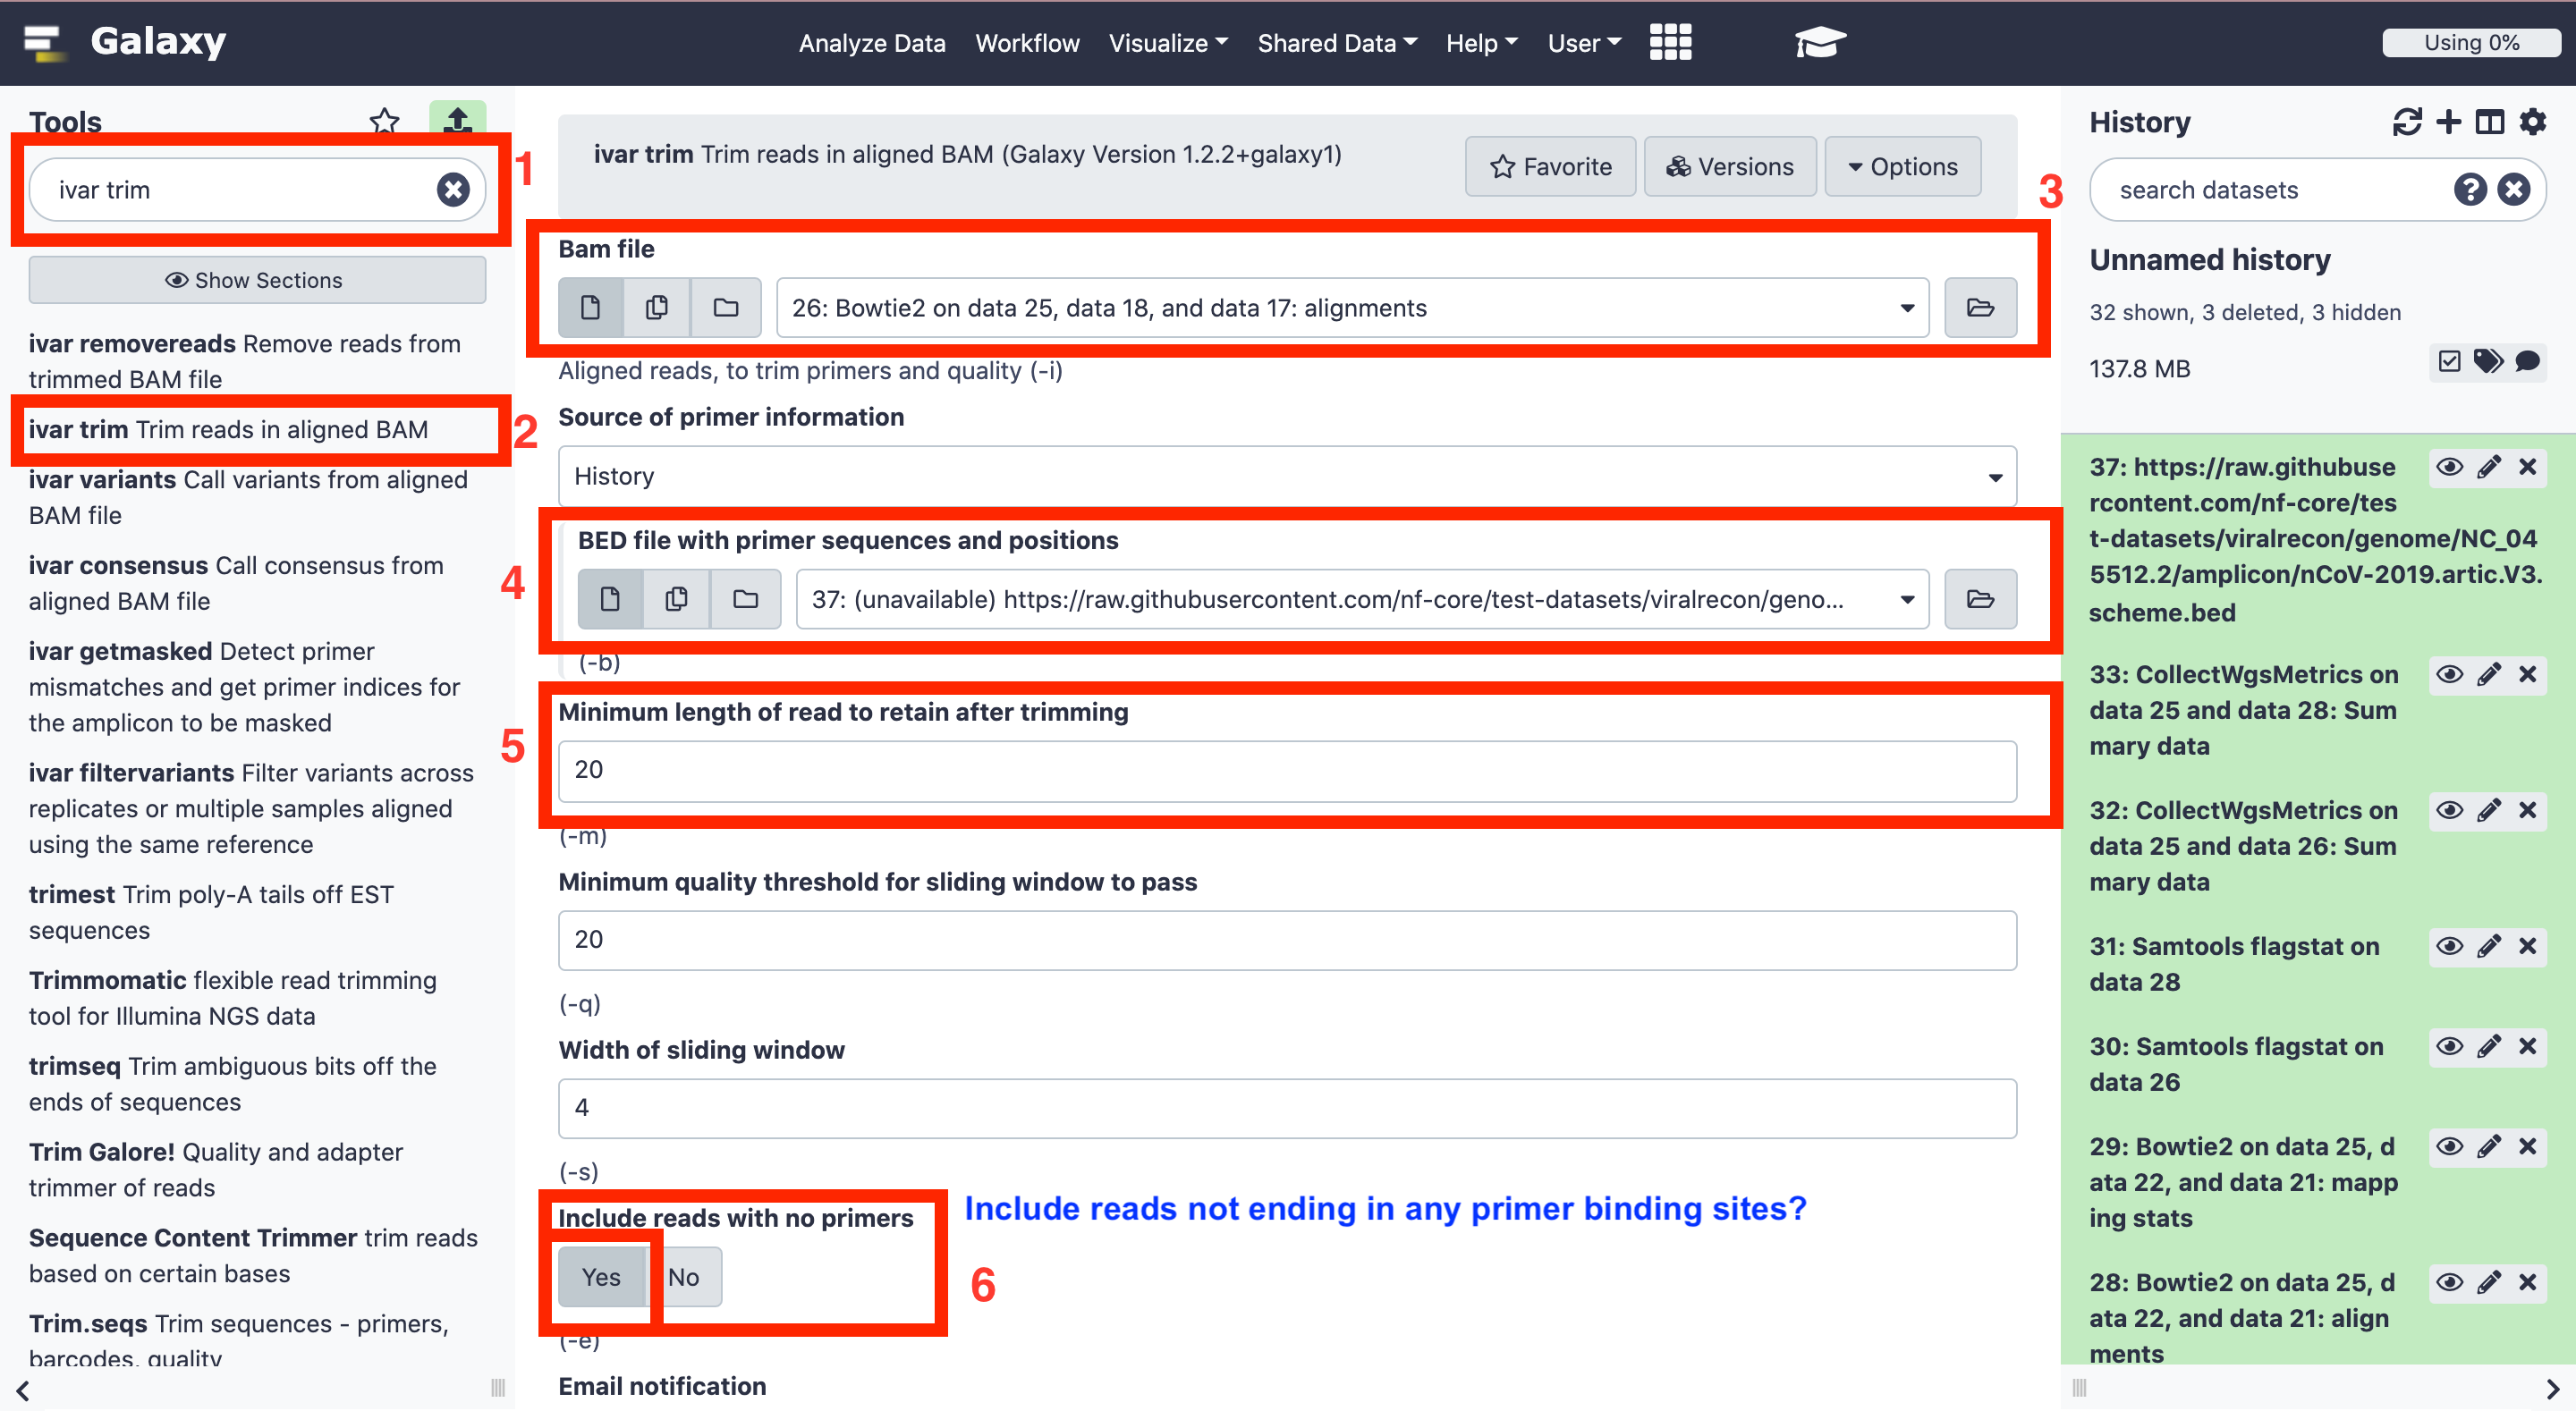 Galaxy
Analyze Data Workflow Visualize Shared Data Help User
Using 0%
Tools
ivar trim
1
Show Sections
ivar removereads Remove reads from
trimmed BAM file
ivar trim Trim reads in aligned BAM
2
ivar variants Call variants from aligned
BAM file
ivar consensus Call consensus from
aligned BAM file
ivar getmasked Detect primer
mismatches and get primer indices for
the amplicon to be masked
ivar filtervariants Filter variants across
replicates or multiple samples aligned
using the same reference
trimest Trim poly-A tails off EST
sequences
Trimmomatic flexible read trimming
tool for Illumina NGS data
trimseq Trim ambiguous bits off the
ends of sequences
Trim Galore! Quality and adapter
trimmer of reads
Sequence Content Trimmer trim reads
based on certain bases
Trim.seqs Trim sequences - primers,
barcodes, quality
ivar trim Trim reads in aligned BAM (Galaxy Version 1.2.2+galaxy1)
Favorite
Versions
Options
3
Bam file
26: Bowtie2 on data 25, data 18, and data 17: alignments
Aligned reads, to trim primers and quality (-i)
Source of primer information
History
4
BED file with primer sequences and positions
37: (unavailable) https://raw.githubusercontent.com/nf-core/test-datasets/viralrecon/geno...
(-b)
5
Minimum length of read to retain after trimming
20
(-m)
Minimum quality threshold for sliding window to pass
20
(-q)
Width of sliding window
4
(-s)
Include reads with no primers
Include reads not ending in any primer binding sites?
Yes No
6
(-e)
Email notification
History
search datasets
Unnamed history
32 shown, 3 deleted, 3 hidden
137.8 MB
37: https://raw.githubuse
rcontent.com/nf-core/tes
t-datasets/viralrecon/genome/NC_04
5512.2/amplicon/nCoV-2019.artic.V3.
scheme.bed
33: CollectWgsMetrics on
data 25 and data 28: Sum
mary data
32: CollectWgsMetrics on
data 25 and data 26: Sum
mary data
31: Samtools flagstat on
data 28
30: Samtools flagstat on
data 26
29: Bowtie2 on data 25, d
ata 22, and data 21: mapp
ing stats
28: Bowtie2 on data 25, d
ata 22, and data 21: align
ments